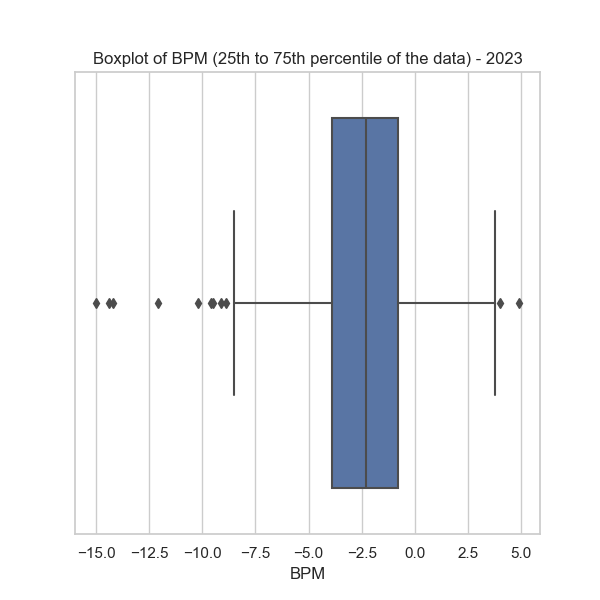 Boxplot of BPM (25th to 75th percentile of the data) - 2023
−15.0 −12.5 −10.0 −7.5 −5.0 −2.5 0.0 2.5 5.0
BPM